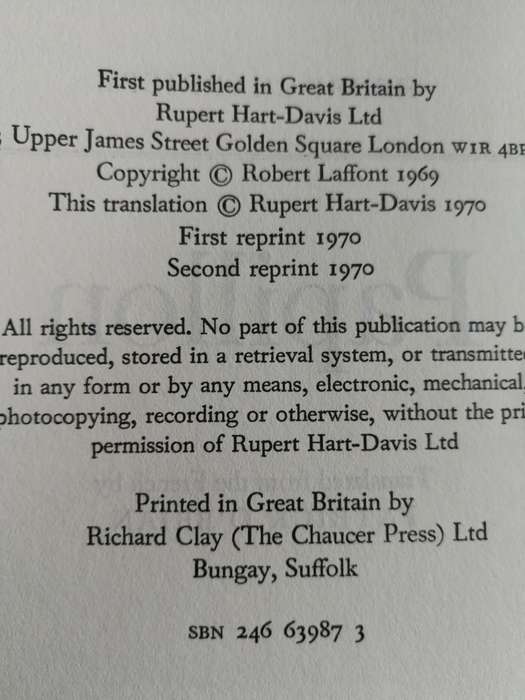 First published in Great Britain by
Rupert Hart-Davis Ltd
Upper James Street Golden Square London W1R 4BP
Copyright © Robert Laffont 1969
This translation © Rupert Hart-Davis 1970
First reprint 1970
Second reprint 1970
All rights reserved. No part of this publication may b
reproduced, stored in a retrieval system, or transmitte
in any form or by any means, electronic, mechanical,
photocopying, recording or otherwise, without the pri
permission of Rupert Hart-Davis Ltd
Printed in Great Britain by
Richard Clay (The Chaucer Press) Ltd
Bungay, Suffolk
SBN 246 63987 3